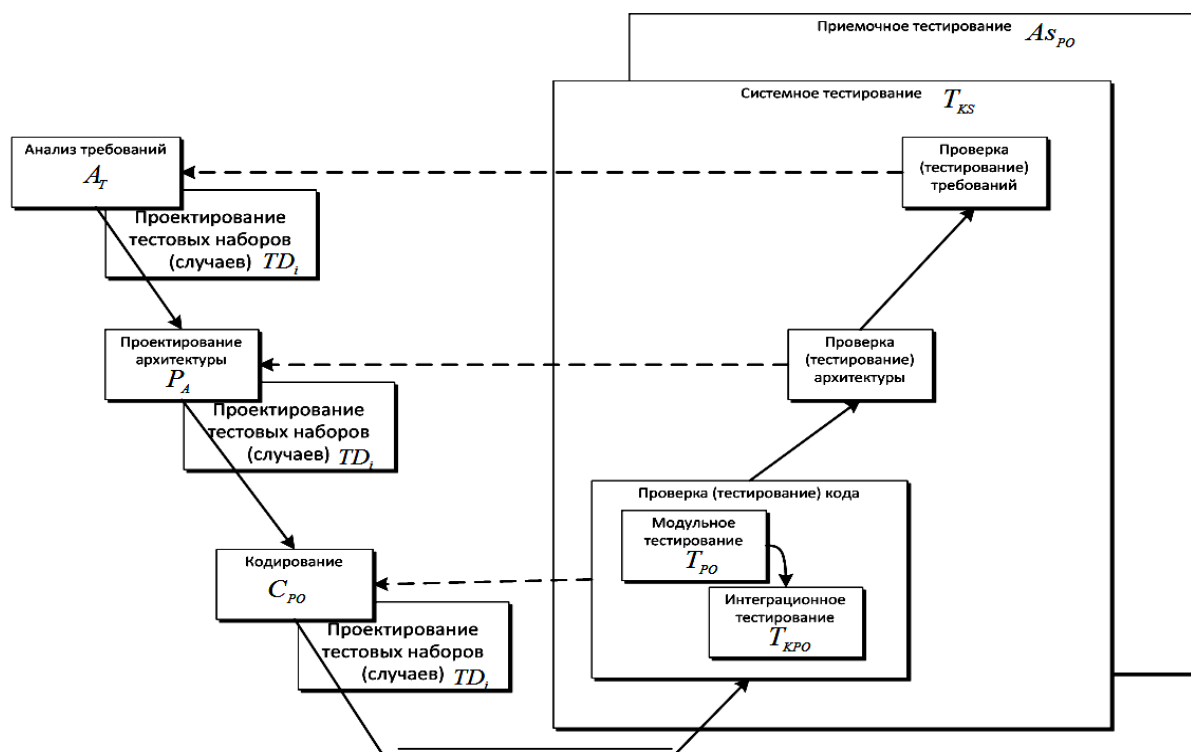 Приемочное тестирование As_PO
Системное тестирование T_KS
Анализ требований
A_T
Проектирование
тестовых наборов
(случаев) TD_i
Проверка
(тестирование)
требований
Проектирование
архитектуры
P_A
Проектирование
тестовых наборов
(случаев) TD_i
Проверка
(тестирование)
архитектуры
Кодирование
C_PO
Проектирование
тестовых наборов
(случаев) TD_i
Проверка (тестирование) кода
Модульное
тестирование
T_PO
Интеграционное
тестирование
T_KPO